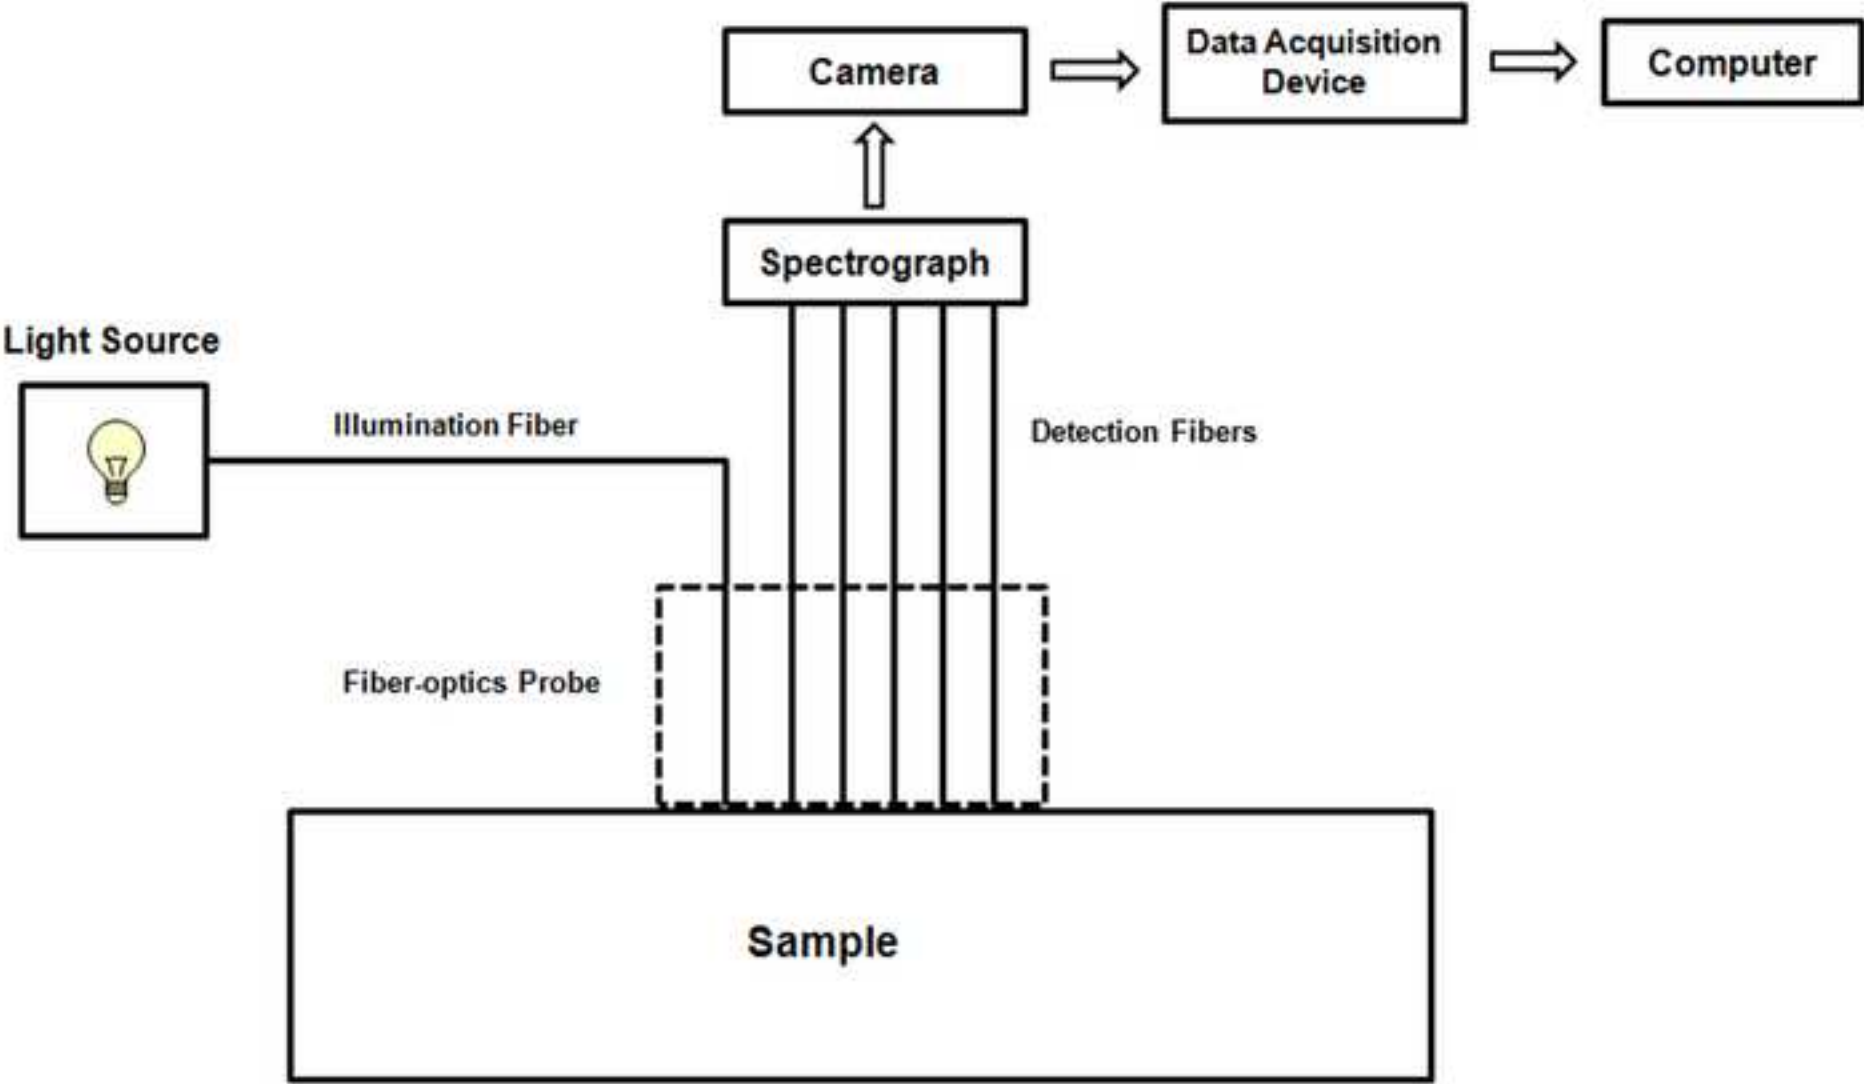 Camera
Data Acquisition
Device
Computer
Spectrograph
Light Source
Illumination Fiber
Detection Fibers
Fiber-optics Probe
Sample